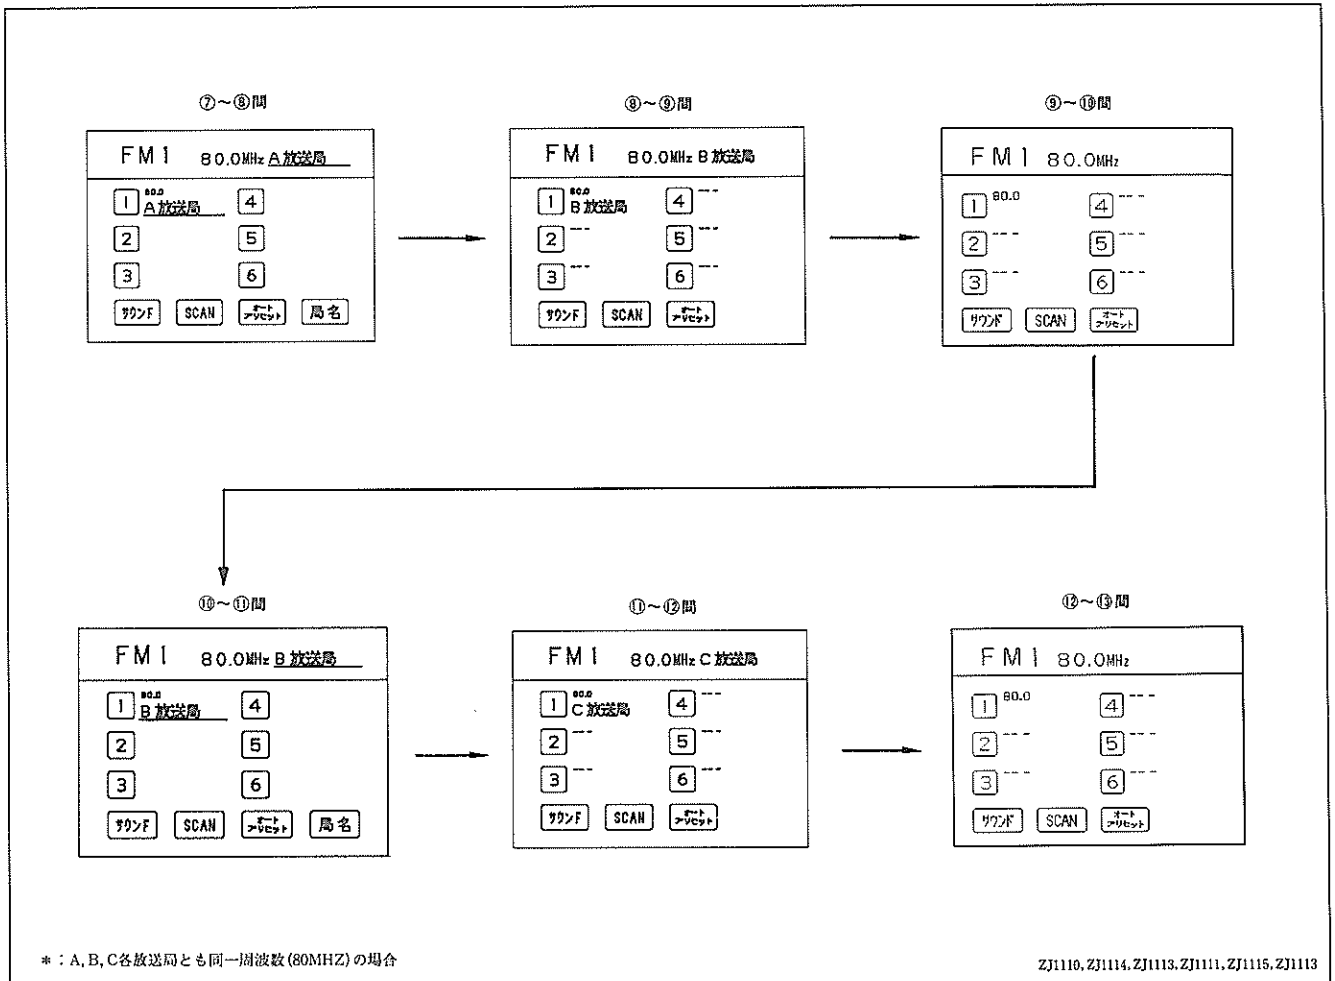 ⑦～⑧間
FM1 80.0MHz A放送局
1 80.0 A放送局 4
2 5
3 6
サウンド SCAN オートプリセット 局名
⑧～⑨間
FM1 80.0MHz B放送局
1 80.0 B放送局 4 ---
2 --- 5 ---
3 --- 6 ---
サウンド SCAN オートプリセット
⑨～⑩間
FM1 80.0MHz
1 80.0 4 ---
2 --- 5 ---
3 --- 6 ---
サウンド SCAN オートプリセット
⑩～⑪間
FM1 80.0MHz B放送局
1 80.0 B放送局 4
2 5
3 6
サウンド SCAN オートプリセット 局名
⑪～⑫間
FM1 80.0MHz C放送局
1 80.0 C放送局 4 ---
2 --- 5 ---
3 --- 6 ---
サウンド SCAN オートプリセット
⑫～⑬間
FM1 80.0MHz
1 80.0 4 ---
2 --- 5 ---
3 --- 6 ---
サウンド SCAN オートプリセット
*：A, B, C各放送局とも同一周波数(80MHZ)の場合
ZJ1110, ZJ1114, ZJ1113, ZJ1111, ZJ1115, ZJ1113